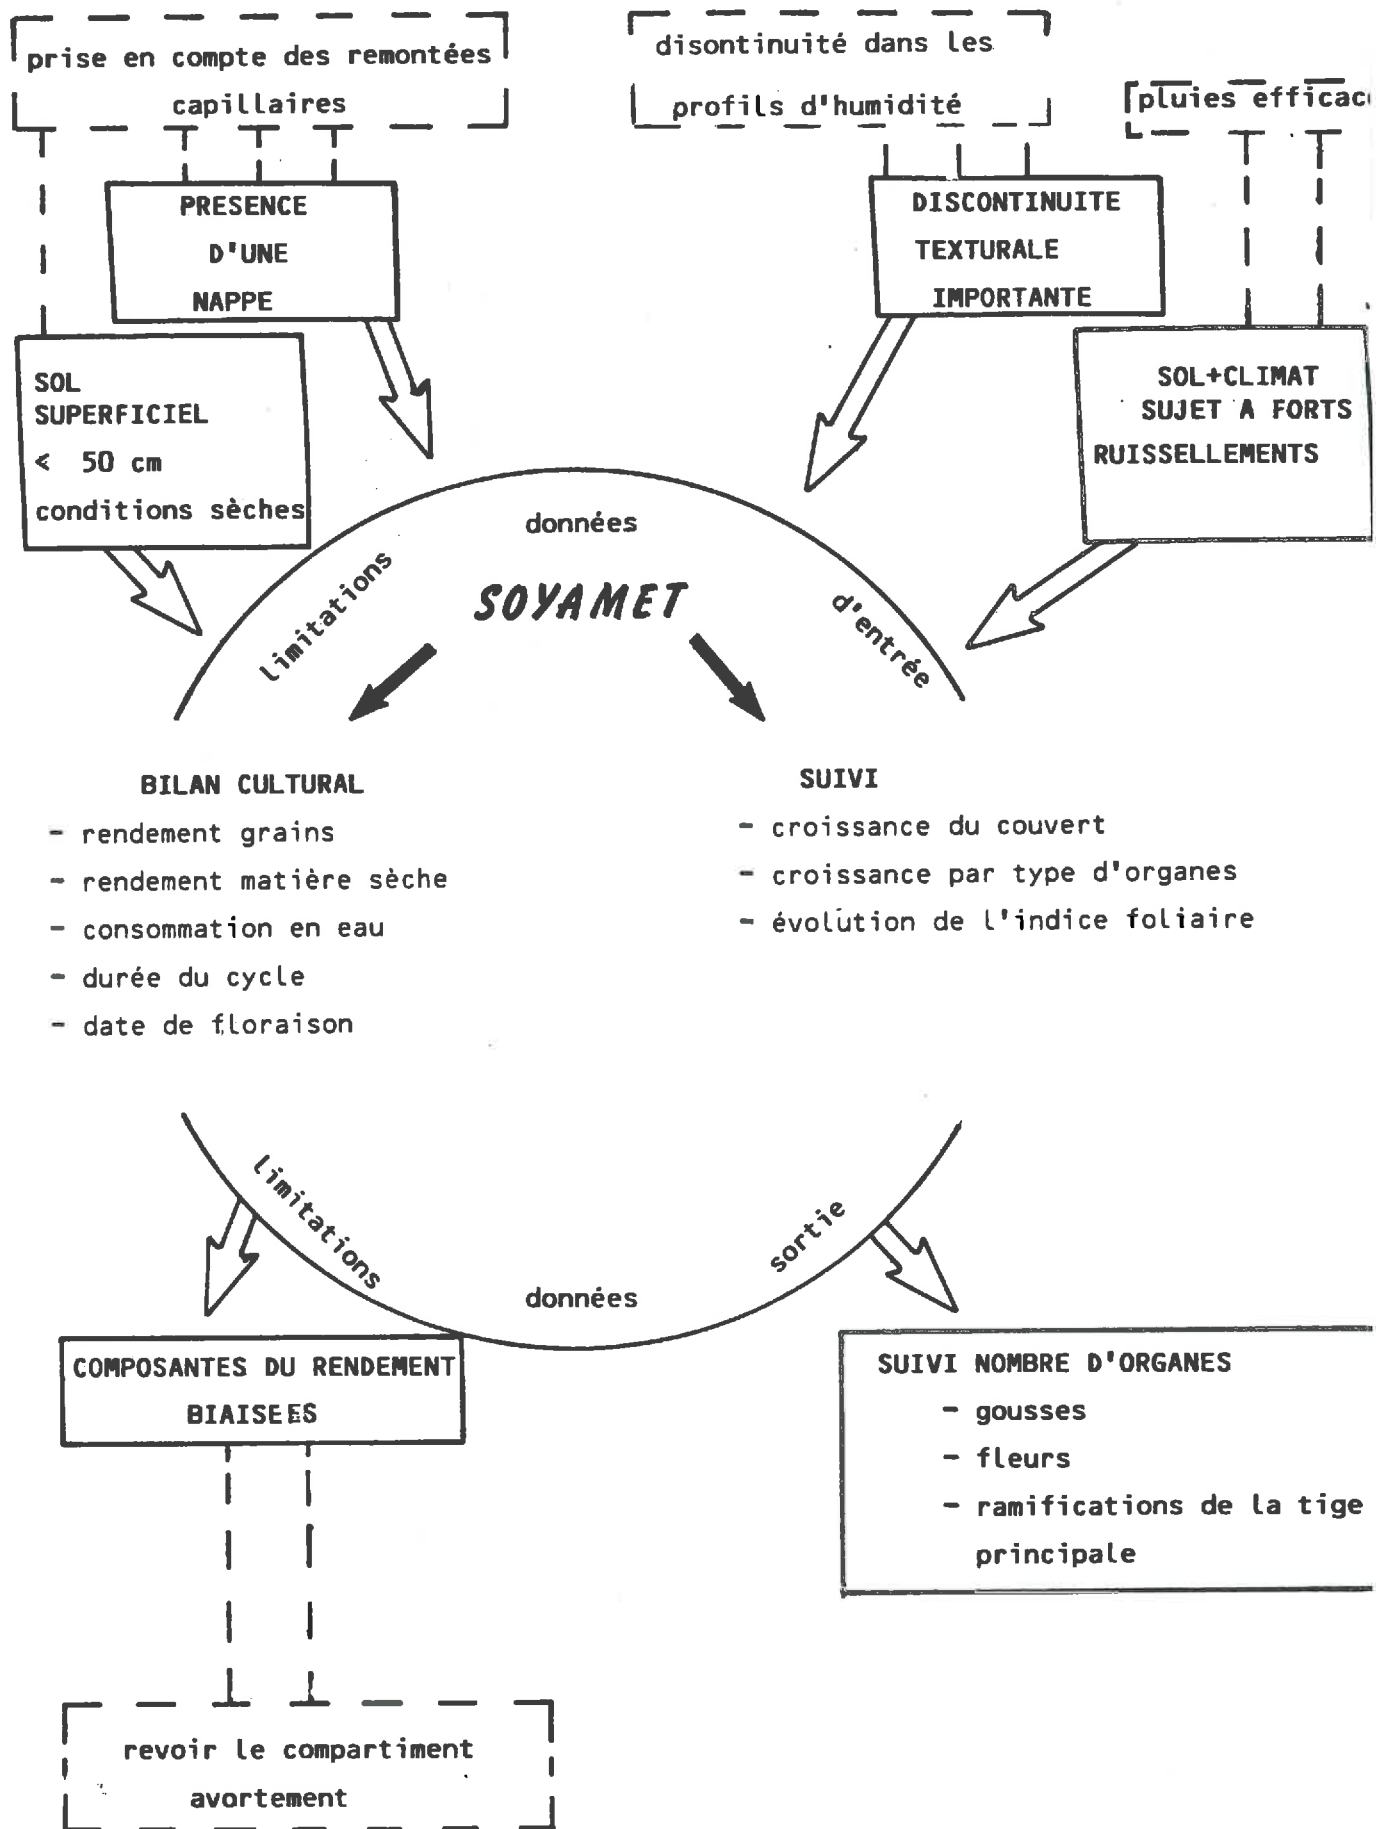 prise en compte des remontées
capillaires
disontinuité dans les
profils d'humidité
pluies efficac
PRESENCE
D'UNE
NAPPE
DISCONTINUITE
TEXTURALE
IMPORTANTE
SOL
SUPERFICIEL
< 50 cm
conditions sèches
SOL+CLIMAT
SUJET A FORTS
RUISSELLEMENTS
limitations
données
d'entrée
SOYAMET
BILAN CULTURAL
- rendement grains
- rendement matière sèche
- consommation en eau
- durée du cycle
- date de floraison
SUIVI
- croissance du couvert
- croissance par type d'organes
- évolution de l'indice foliaire
limitations
données
sortie
COMPOSANTES DU RENDEMENT
BIAISEES
SUIVI NOMBRE D'ORGANES
- gousses
- fleurs
- ramifications de la tige
principale
revoir le compartiment
avortement